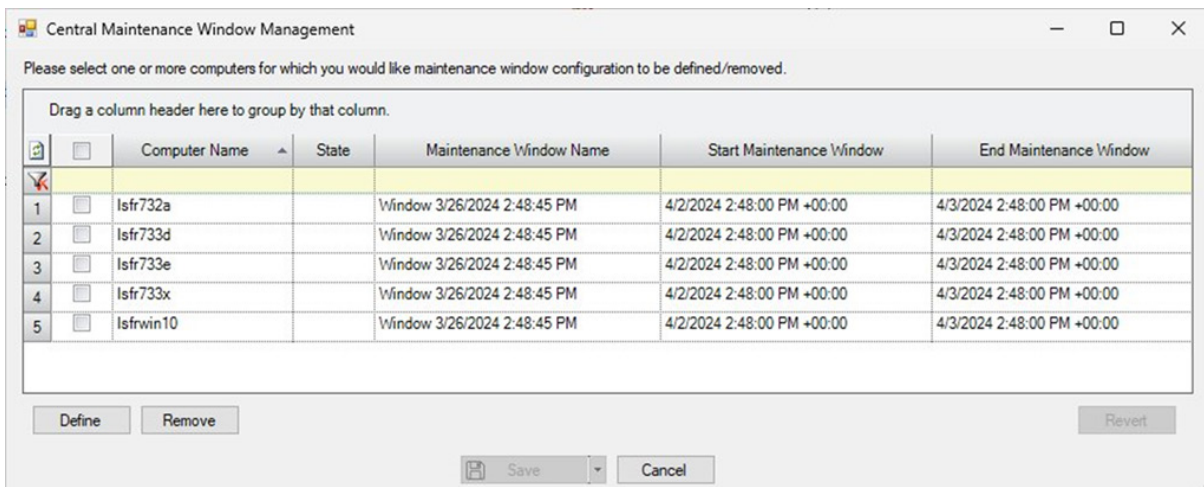 Central Maintenance Window Management
Please select one or more computers for which you would like maintenance window configuration to be defined/removed.
Drag a column header here to group by that column.
Computer Name State Maintenance Window Name Start Maintenance Window End Maintenance Window
1 lsfr732a Window 3/26/2024 2:48:45 PM 4/2/2024 2:48:00 PM +00:00 4/3/2024 2:48:00 PM +00:00
2 lsfr733d Window 3/26/2024 2:48:45 PM 4/2/2024 2:48:00 PM +00:00 4/3/2024 2:48:00 PM +00:00
3 lsfr733e Window 3/26/2024 2:48:45 PM 4/2/2024 2:48:00 PM +00:00 4/3/2024 2:48:00 PM +00:00
4 lsfr733x Window 3/26/2024 2:48:45 PM 4/2/2024 2:48:00 PM +00:00 4/3/2024 2:48:00 PM +00:00
5 lsfrwin10 Window 3/26/2024 2:48:45 PM 4/2/2024 2:48:00 PM +00:00 4/3/2024 2:48:00 PM +00:00
Define Remove Revert
Save Cancel